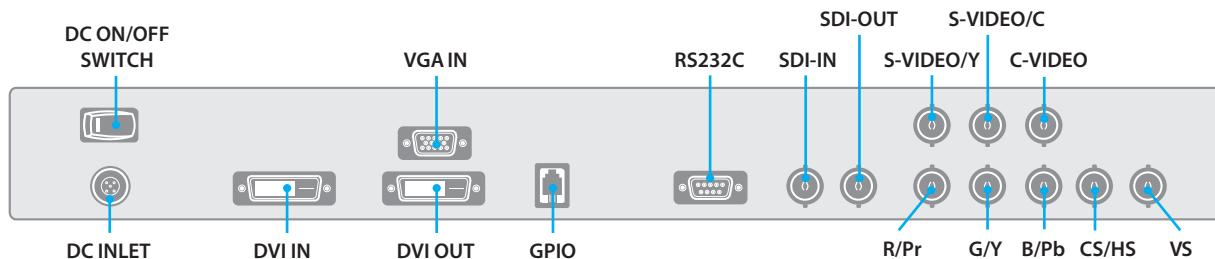 SDI-OUT
S-VIDEO/C
DC ON/OFF
SWITCH
VGA IN
RS232C
SDI-IN
S-VIDEO/Y
C-VIDEO
DC INLET
DVI IN
DVI OUT
GPIO
R/Pr
G/Y
B/Pb
CS/HS
VS